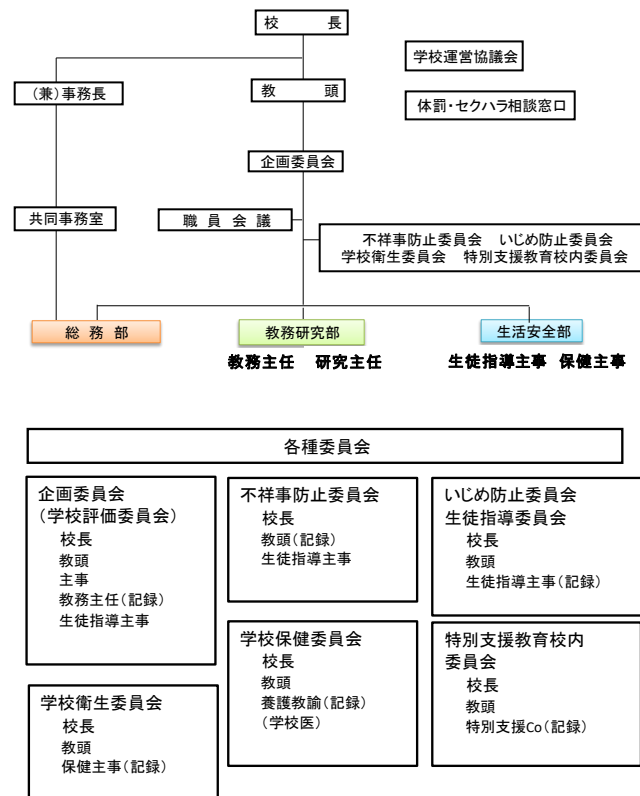 校長
学校運営協議会
(兼)事務長
教頭
体罰・セクハラ相談窓口
企画委員会
共同事務室
職員会議
不祥事防止委員会 いじめ防止委員会
学校衛生委員会 特別支援教育校内委員会
総務部
教務研究部
生活安全部
教務主任 研究主任
生徒指導主事 保健主事
各種委員会
企画委員会
(学校評価委員会)
校長
教頭
主事
教務主任(記録)
生徒指導主事
不祥事防止委員会
校長
教頭(記録)
生徒指導主事
いじめ防止委員会
生徒指導委員会
校長
教頭
生徒指導主事(記録)
学校衛生委員会
校長
教頭
保健主事(記録)
学校保健委員会
校長
教頭
養護教諭(記録)
(学校医)
特別支援教育校内
委員会
校長
教頭
特別支援Co(記録)